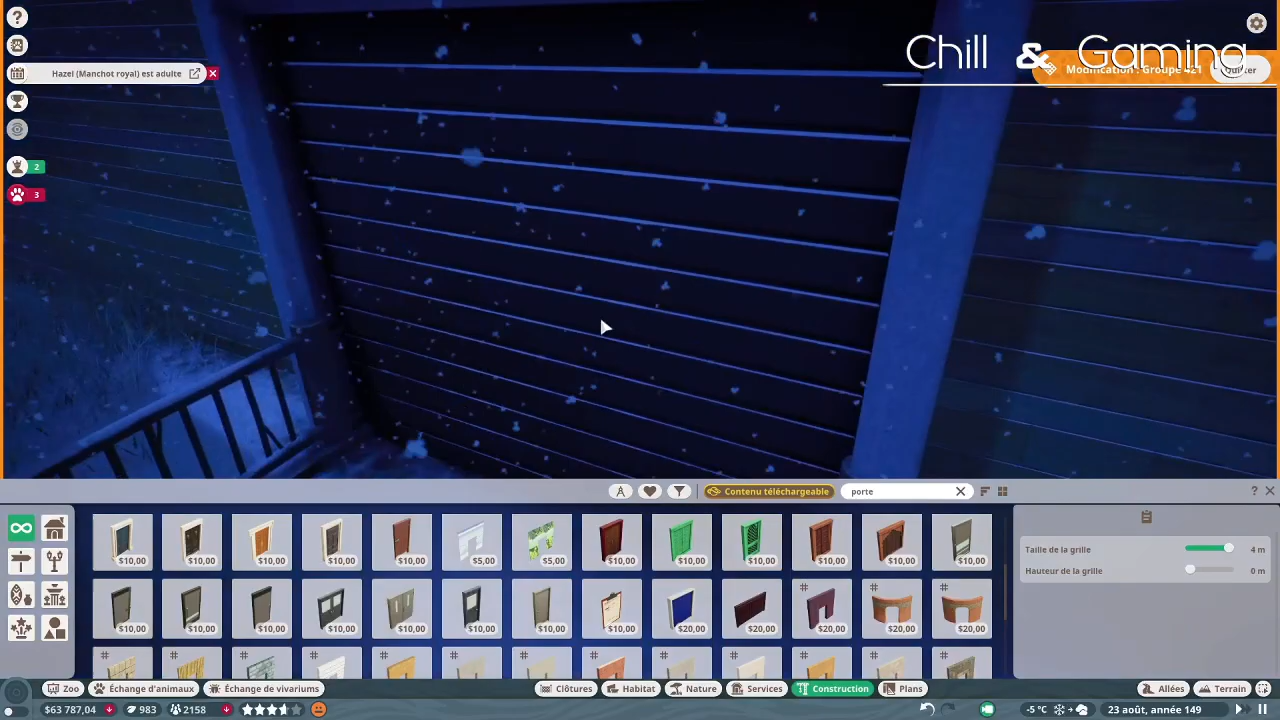 ?
Chill & Gaming
Hazel (Manchot royal) est adulte
Modification : Groupe 421
2
3
Contenu téléchargeable
porte
?
$10,00 $10,00 $10,00 $10,00 $10,00 $5,00 $5,00 $10,00 $10,00 $10,00 $10,00 $10,00 $10,00
Taille de la grille 4 m
Hauteur de la grille 0 m
$10,00 $10,00 $10,00 $10,00 $10,00 $10,00 $10,00 $10,00 $20,00 $20,00 $20,00 $20,00 $20,00
Zoo Échange d'animaux Échange de vivariums Clôtures Habitat Nature Services Construction Plans Allées Terrain
$63 787,04 983 2158 -5 °C 23 août, année 149